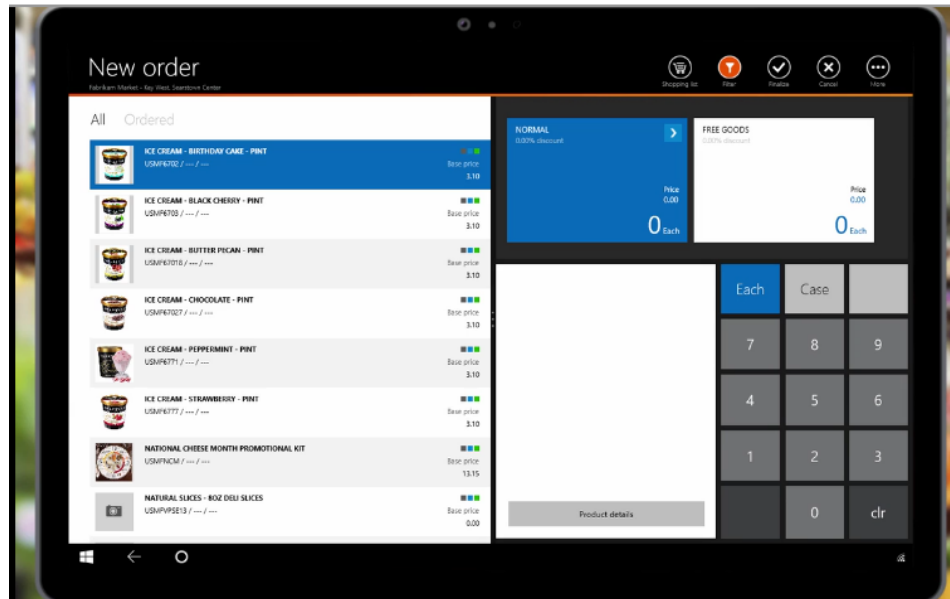 New order
Fabrikam Market - Key West Searstown Center
Shopping list
Filter
Finalize
Cancel
More
All Ordered
ICE CREAM - BIRTHDAY CAKE - PINT
USMF6702 / --- / ---
Base price
3.10
ICE CREAM - BLACK CHERRY - PINT
USMF6703 / --- / ---
Base price
3.10
ICE CREAM - BUTTER PECAN - PINT
USMF67016 / --- / ---
Base price
3.10
ICE CREAM - CHOCOLATE - PINT
USMF67027 / --- / ---
Base price
3.10
ICE CREAM - PEPPERMINT - PINT
USMF6771 / --- / ---
Base price
3.10
ICE CREAM - STRAWBERRY - PINT
USMF6777 / --- / ---
Base price
3.10
NATIONAL CHEESE MONTH PROMOTIONAL KIT
USMFNCM / --- / ---
Base price
13.15
NATURAL SLICES - 8OZ DELI SLICES
USMFVPSE13 / --- / ---
Base price
0.00
NORMAL
0.00% discount
Price
0.00
0 Each
FREE GOODS
0.00% discount
Price
0.00
0 Each
Product details
Each Case
7 8 9
4 5 6
1 2 3
0 clr